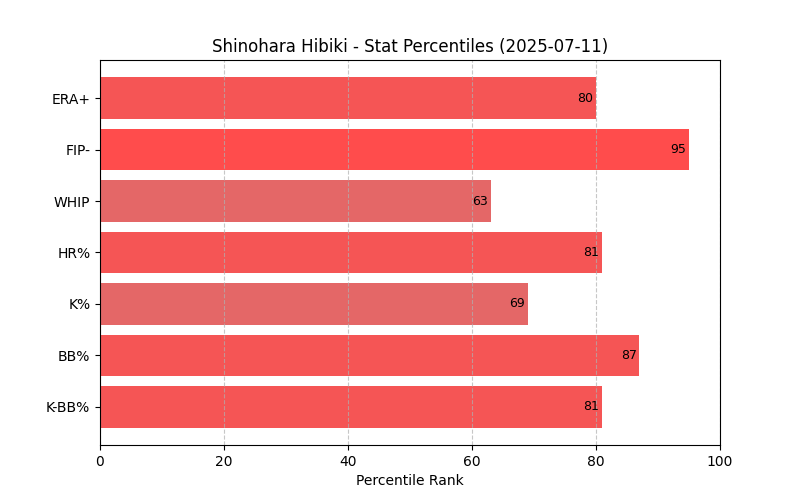 Shinohara Hibiki - Stat Percentiles (2025-07-11)
ERA+ 80
FIP- 95
WHIP 63
HR% 81
K% 69
BB% 87
K-BB% 81
0 20 40 60 80 100
Percentile Rank